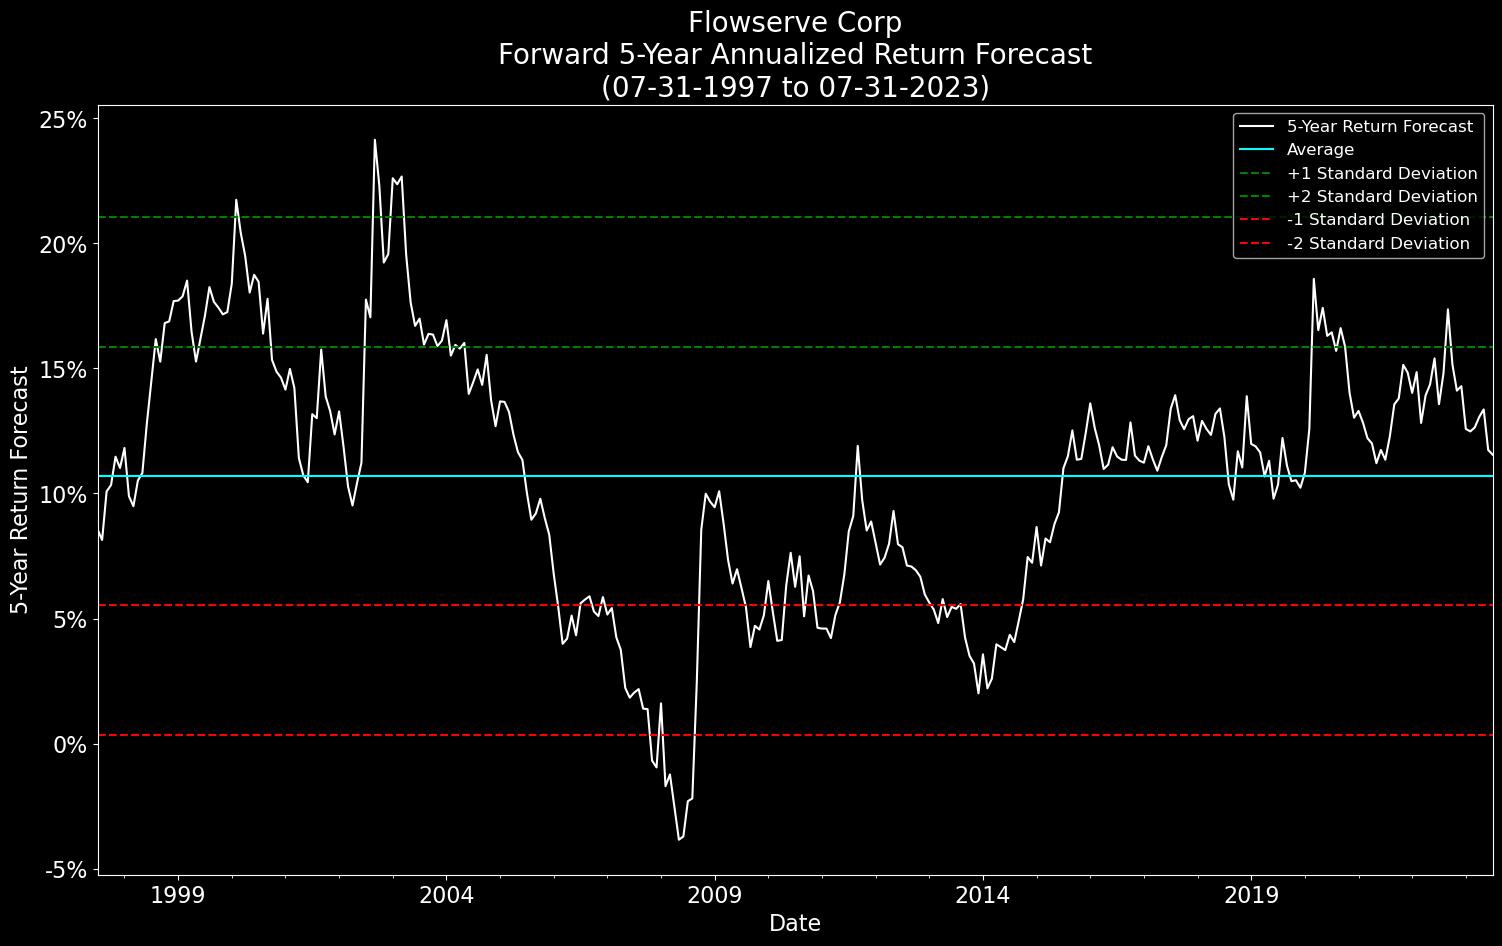 Flowserve Corp
Forward 5-Year Annualized Return Forecast
(07-31-1997 to 07-31-2023)
25%
20%
15%
10%
5%
0%
-5%
5-Year Return Forecast
5-Year Return Forecast
Average
+1 Standard Deviation
+2 Standard Deviation
-1 Standard Deviation
-2 Standard Deviation
1999 2004 2009 2014 2019
Date